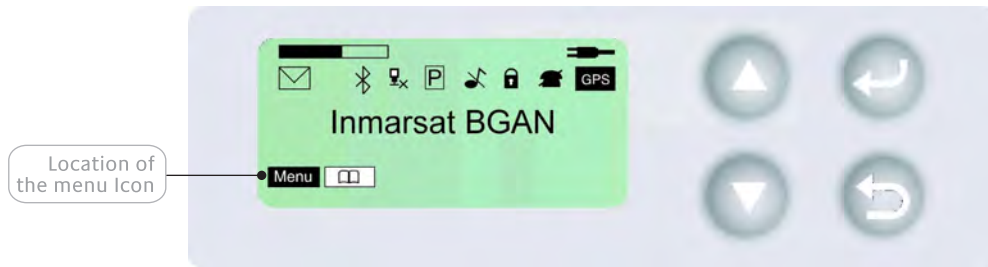 P
GPS
Inmarsat BGAN
Location of
the menu Icon
Menu